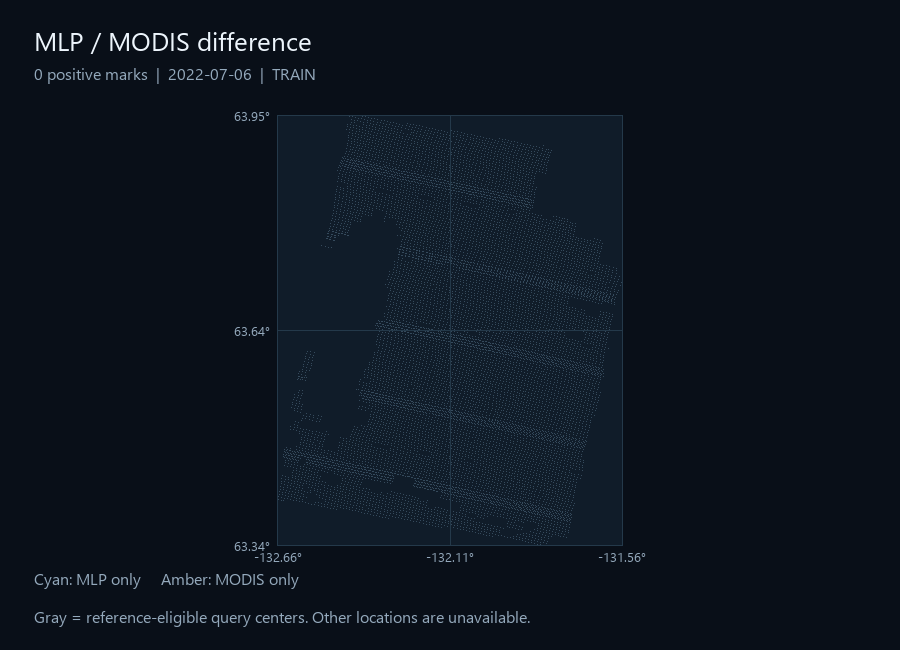 MLP / MODIS difference
0 positive marks | 2022-07-06 | TRAIN
63.95°
63.64°
63.34°
-132.66° -132.11° -131.56°
Cyan: MLP only Amber: MODIS only
Gray = reference-eligible query centers. Other locations are unavailable.